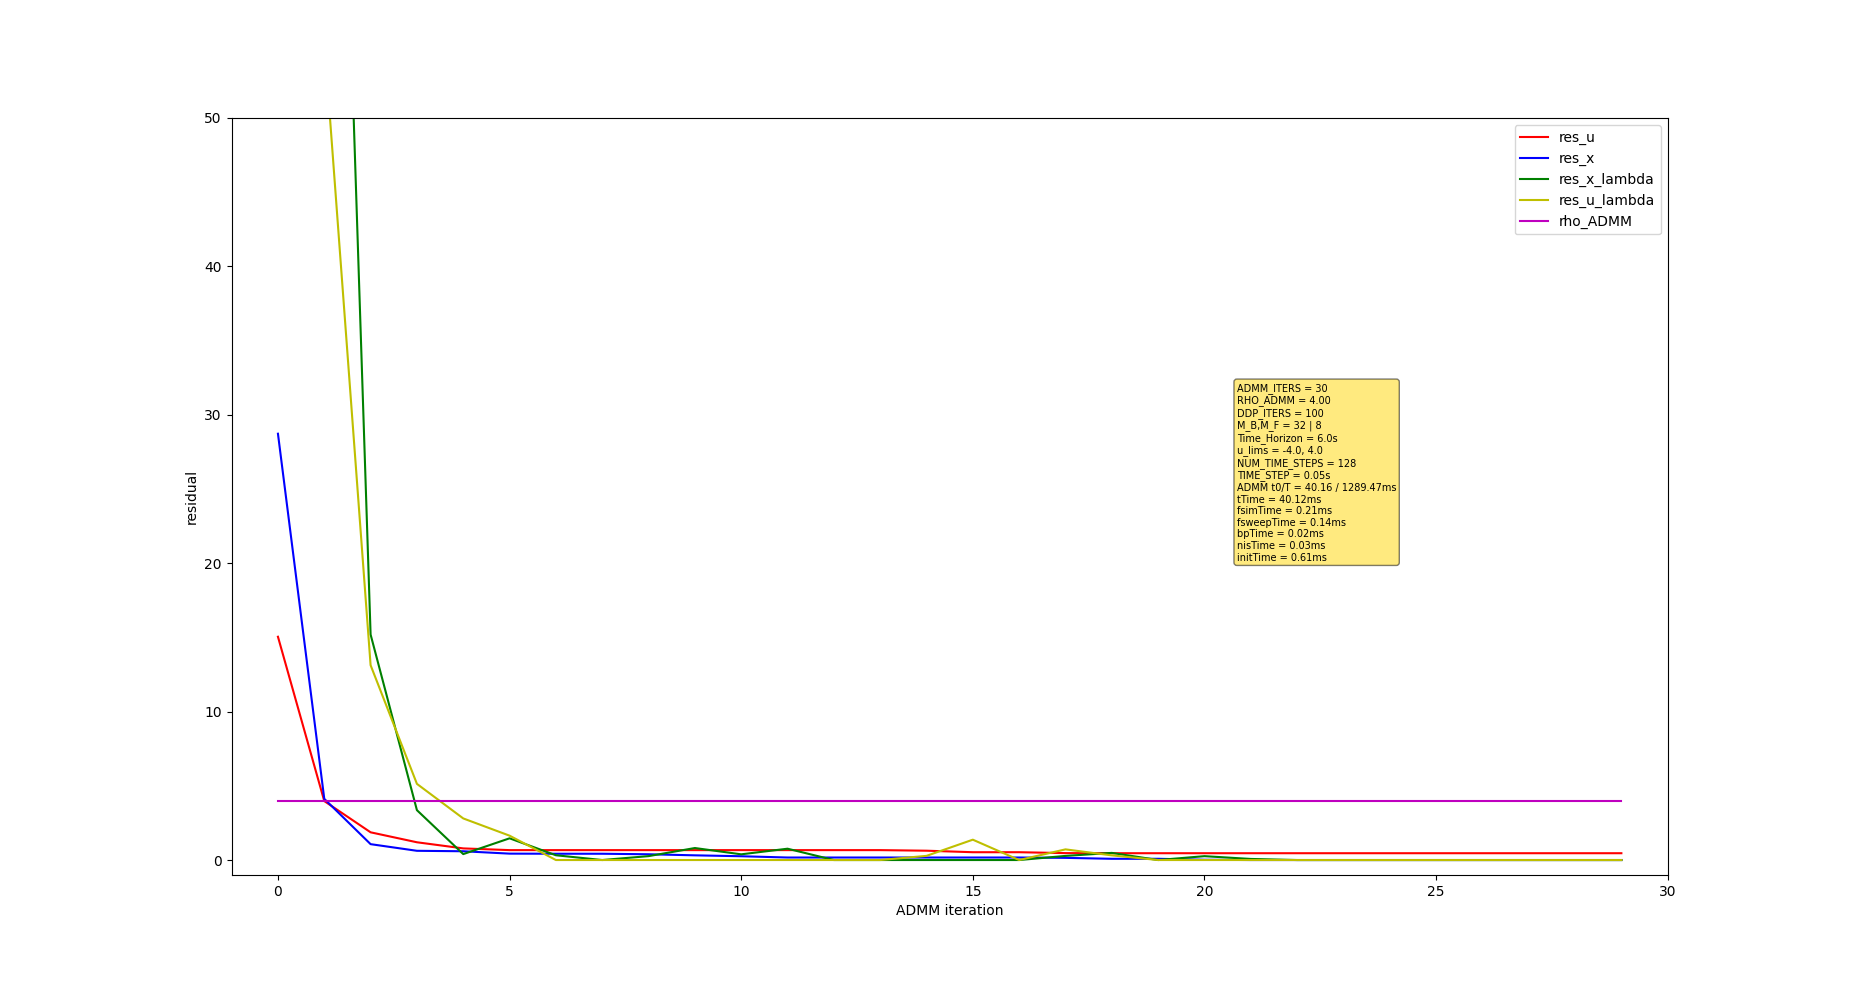 50
40
30
20
10
0
residual
0 5 10 15 20 25 30
ADMM iteration
res_u
res_x
res_x_lambda
res_u_lambda
rho_ADMM
ADMM_ITERS = 30
RHO_ADMM = 4.00
DDP_ITERS = 100
M_B,M_F = 32 | 8
Time_Horizon = 6.0s
u_lims = -4.0, 4.0
NUM_TIME_STEPS = 128
TIME_STEP = 0.05s
ADMM t0/T = 40.16 / 1289.47ms
tTime = 40.12ms
fsimTime = 0.21ms
fsweepTime = 0.14ms
bpTime = 0.02ms
nisTime = 0.03ms
initTime = 0.61ms